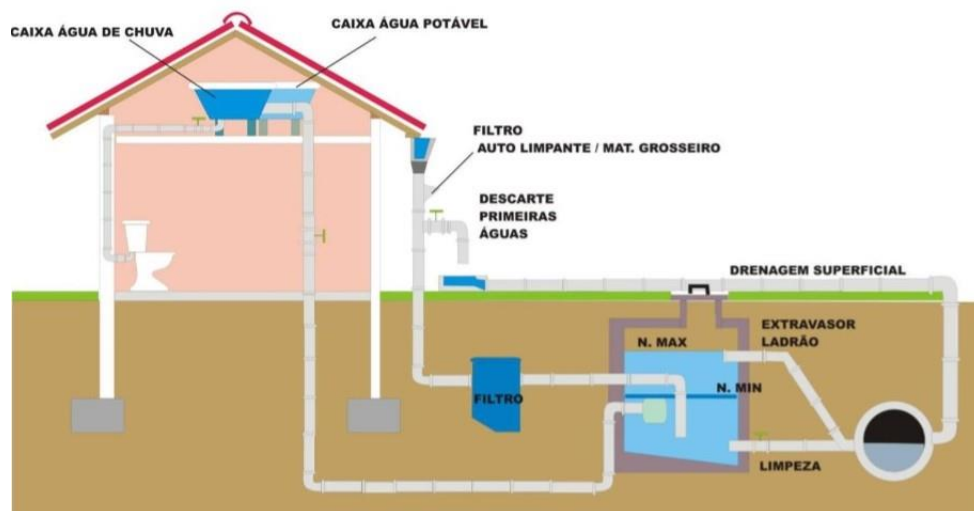 CAIXA ÁGUA DE CHUVA
CAIXA ÁGUA POTÁVEL
FILTRO
AUTO LIMPANTE / MAT. GROSSEIRO
DESCARTE
PRIMEIRAS
ÁGUAS
DRENAGEM SUPERFICIAL
EXTRAVASOR
LADRÃO
N. MAX
N. MIN
FILTRO
LIMPEZA